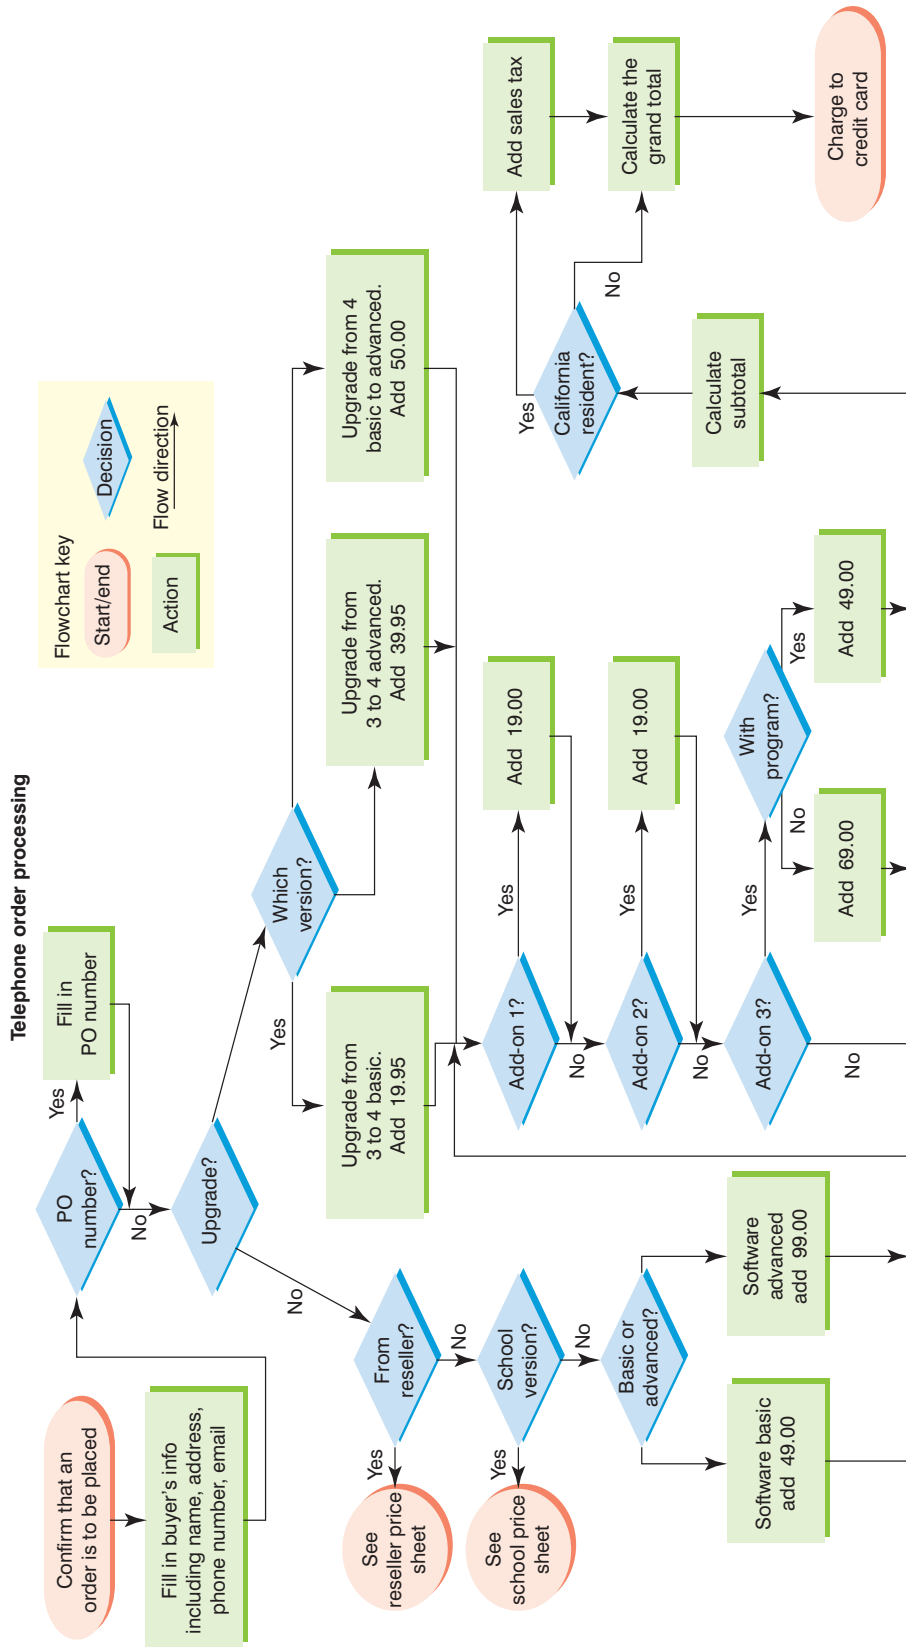 Telephone order processing
Flowchart key
Start/end
Decision
Action
Flow direction
Confirm that an
order is to be placed
Fill in buyer's info
including name, address,
phone number, email
PO
number?
Yes
Fill in
PO number
No
Upgrade?
No
Which
version?
Yes
Upgrade from
3 to 4 basic.
Add 19.95
Upgrade from
3 to 4 advanced.
Add 39.95
Upgrade from 4
basic to advanced.
Add 50.00
From
reseller?
Yes
See
reseller price
sheet
No
School
version?
Yes
See
school price
sheet
No
Basic or
advanced?
Software basic
add 49.00
Software
advanced
add 99.00
Add-on 1?
Yes
Add 19.00
No
Add-on 2?
Yes
Add 19.00
No
Add-on 3?
Yes
No
With
program?
No
Add 69.00
Yes
Add 49.00
Calculate
subtotal
California
resident?
Yes
Add sales tax
No
Calculate the
grand total
Charge to
credit card